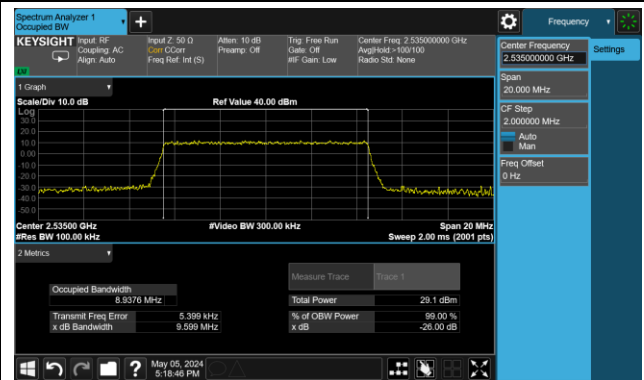 Spectrum Analyzer 1
Occupied BW
Frequency
KEYSIGHT
Input: RF
Coupling: AC
Align: Auto
Input Z: 50 Ω
Corr CCorr
Freq Ref: Int (S)
Atten: 10 dB
Preamp: Off
Trig: Free Run
Gate: Off
#IF Gain: Low
Center Freq: 2.535000000 GHz
Avg|Hold:>100/100
Radio Std: None
LXI
Center Frequency
2.535000000 GHz
Settings
Span
20.000 MHz
CF Step
2.000000 MHz
Auto
Man
Freq Offset
0 Hz
1 Graph
Scale/Div 10.0 dB
Ref Value 40.00 dBm
Log
30.0
20.0
10.0
0.00
-10.0
-20.0
-30.0
-40.0
-50.0
Center 2.53500 GHz
#Video BW 300.00 kHz
Span 20 MHz
#Res BW 100.00 kHz
Sweep 2.00 ms (2001 pts)
2 Metrics
Measure Trace
Trace 1
Occupied Bandwidth
8.9376 MHz
Total Power
29.1 dBm
Transmit Freq Error
5.399 kHz
% of OBW Power
99.00 %
x dB Bandwidth
9.599 MHz
x dB
-26.00 dB
?
May 05, 2024
5:18:46 PM